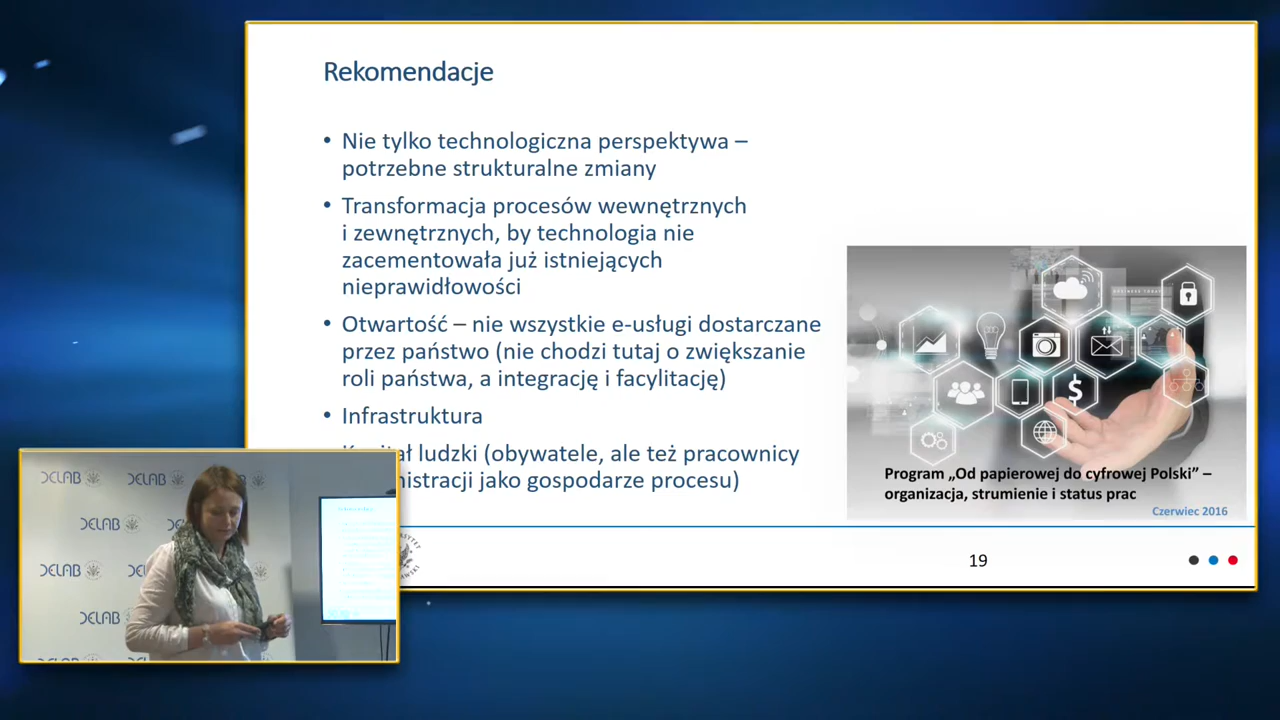 Rekomendacje
• Nie tylko technologiczna perspektywa –
potrzebne strukturalne zmiany
• Transformacja procesów wewnętrznych
i zewnętrznych, by technologia nie
zacementowała już istniejących
nieprawidłowości
• Otwartość – nie wszystkie e-usługi dostarczane
przez państwo (nie chodzi tutaj o zwiększanie
roli państwa, a integrację i facylitację)
• Infrastruktura
ludzki (obywatele, ale też pracownicy
jako gospodarze procesu)
Program „Od papierowej do cyfrowej Polski” –
organizacja, strumienie i status prac
Czerwiec 2016
19
DELAB DELAB
DELAB
DELAB
DELAB